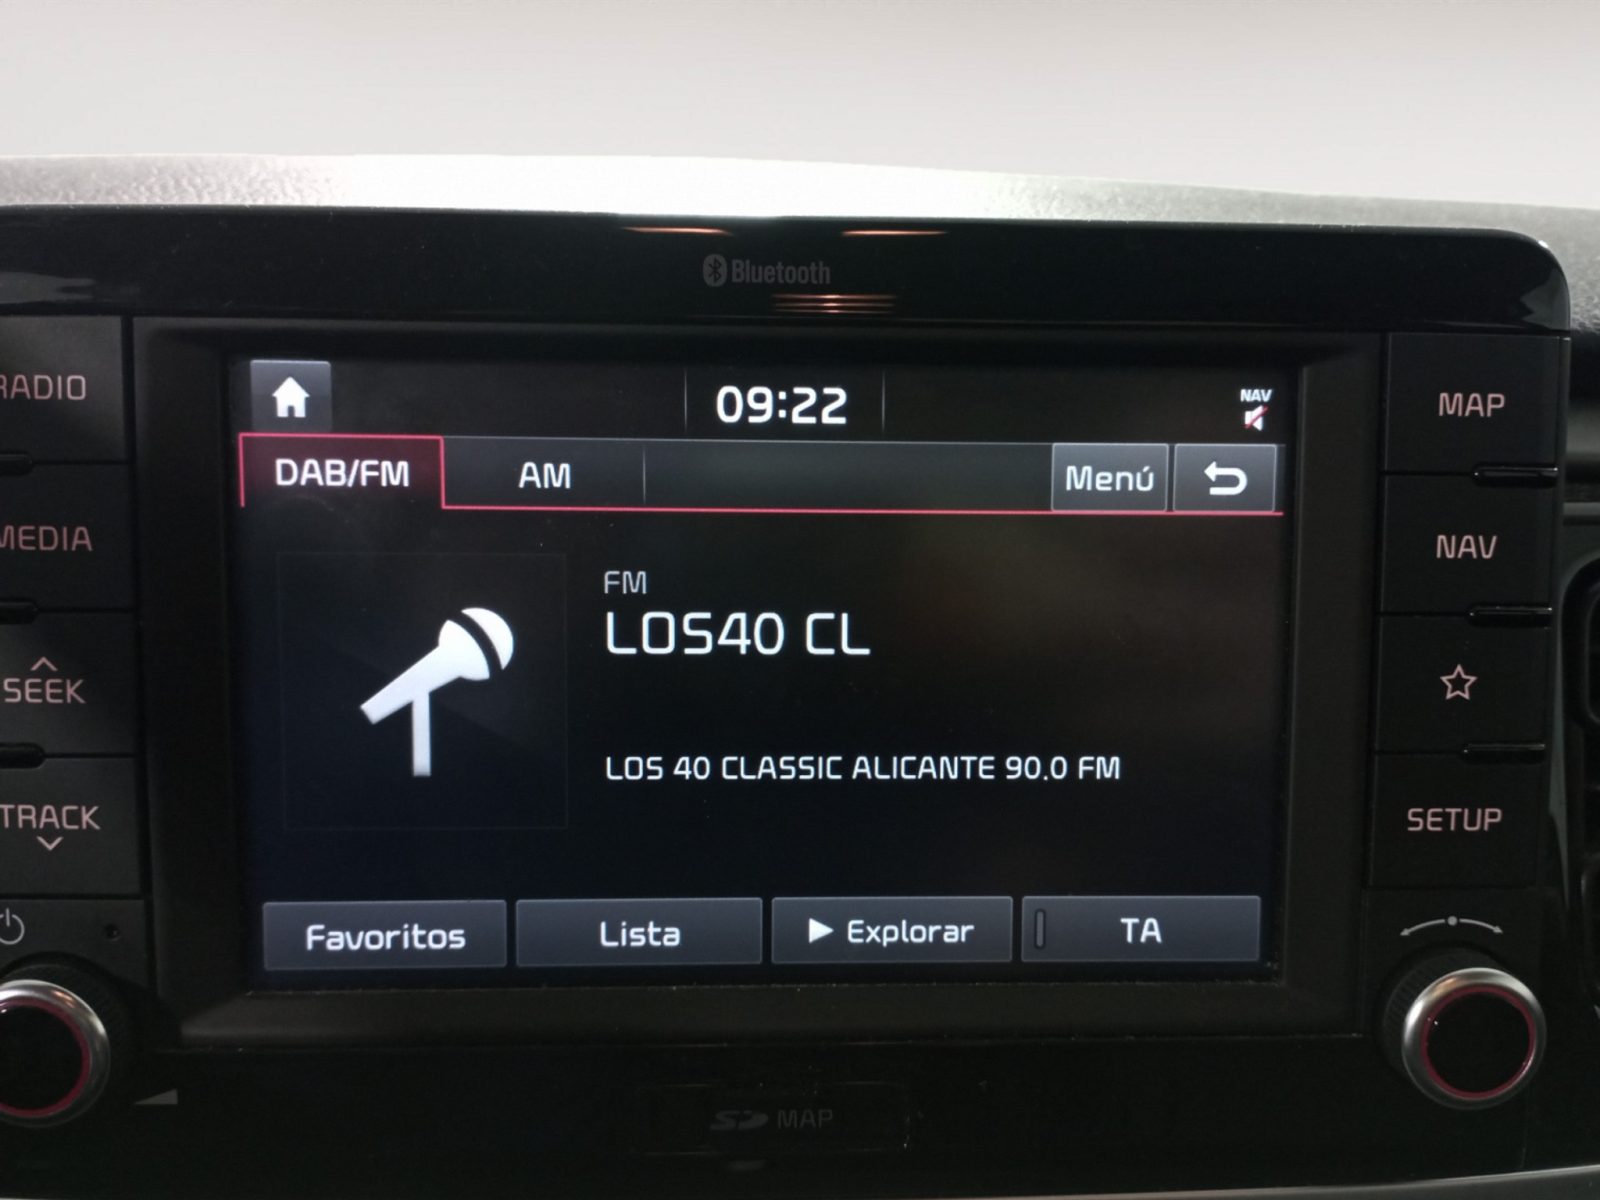 Bluetooth
RADIO
MEDIA
SEEK
TRACK
09:22
NAV
DAB/FM
AM
Menú
FM
LOS40 CL
LOS 40 CLASSIC ALICANTE 90.0 FM
Favoritos
Lista
Explorar
TA
MAP
NAV
SETUP
SD MAP